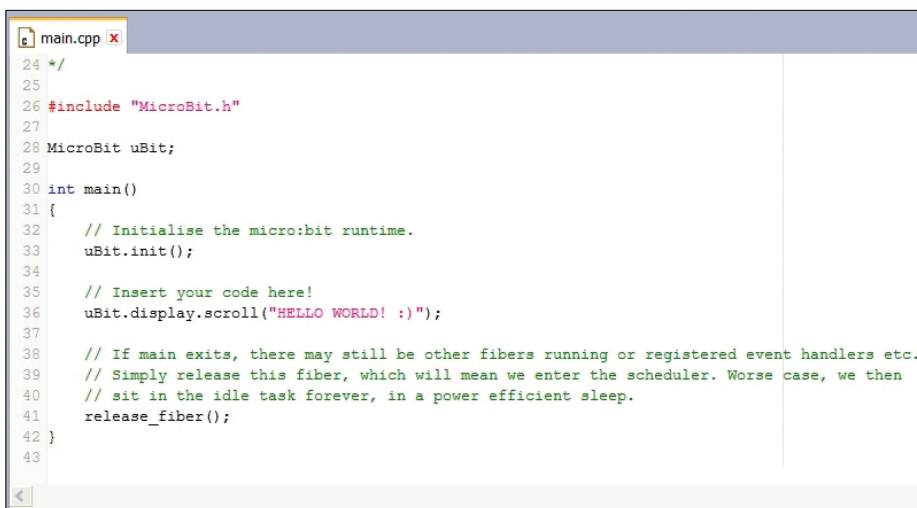 main.cpp
24 */
25
26 #include "MicroBit.h"
27
28 MicroBit uBit;
29
30 int main()
31 {
32     // Initialise the micro:bit runtime.
33     uBit.init();
34
35     // Insert your code here!
36     uBit.display.scroll("HELLO WORLD! :)");
37
38     // If main exits, there may still be other fibers running or registered event handlers etc.
39     // Simply release this fiber, which will mean we enter the scheduler. Worse case, we then
40     // sit in the idle task forever, in a power efficient sleep.
41     release_fiber();
42 }
43